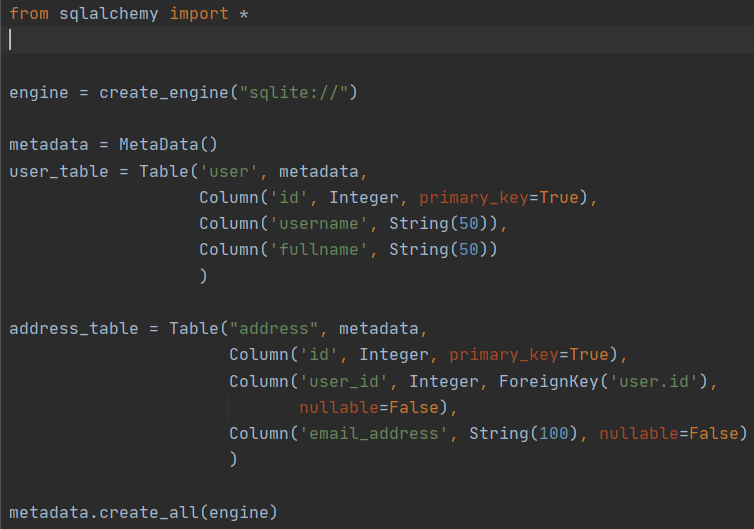 from sqlalchemy import *
engine = create_engine("sqlite://")
metadata = MetaData()
user_table = Table('user', metadata,
Column('id', Integer, primary_key=True),
Column('username', String(50)),
Column('fullname', String(50))
)
address_table = Table("address", metadata,
Column('id', Integer, primary_key=True),
Column('user_id', Integer, ForeignKey('user.id'),
nullable=False),
Column('email_address', String(100), nullable=False)
)
metadata.create_all(engine)